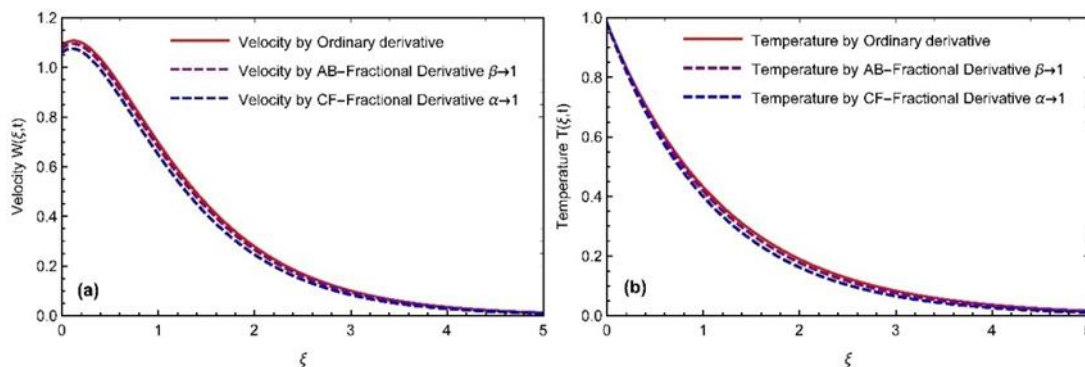 Velocity W(ξ,t)
1.2
1.0
0.8
0.6
0.4
0.2
0.0
Velocity by Ordinary derivative
Velocity by AB–Fractional Derivative β→1
Velocity by CF–Fractional Derivative α→1
(a)
0 1 2 3 4 5
ξ
Temperature T(ξ,t)
1.0
0.8
0.6
0.4
0.2
0.0
Temperature by Ordinary derivative
Temperature by AB–Fractional Derivative β→1
Temperature by CF–Fractional Derivative α→1
(b)
0 1 2 3 4 5
ξ